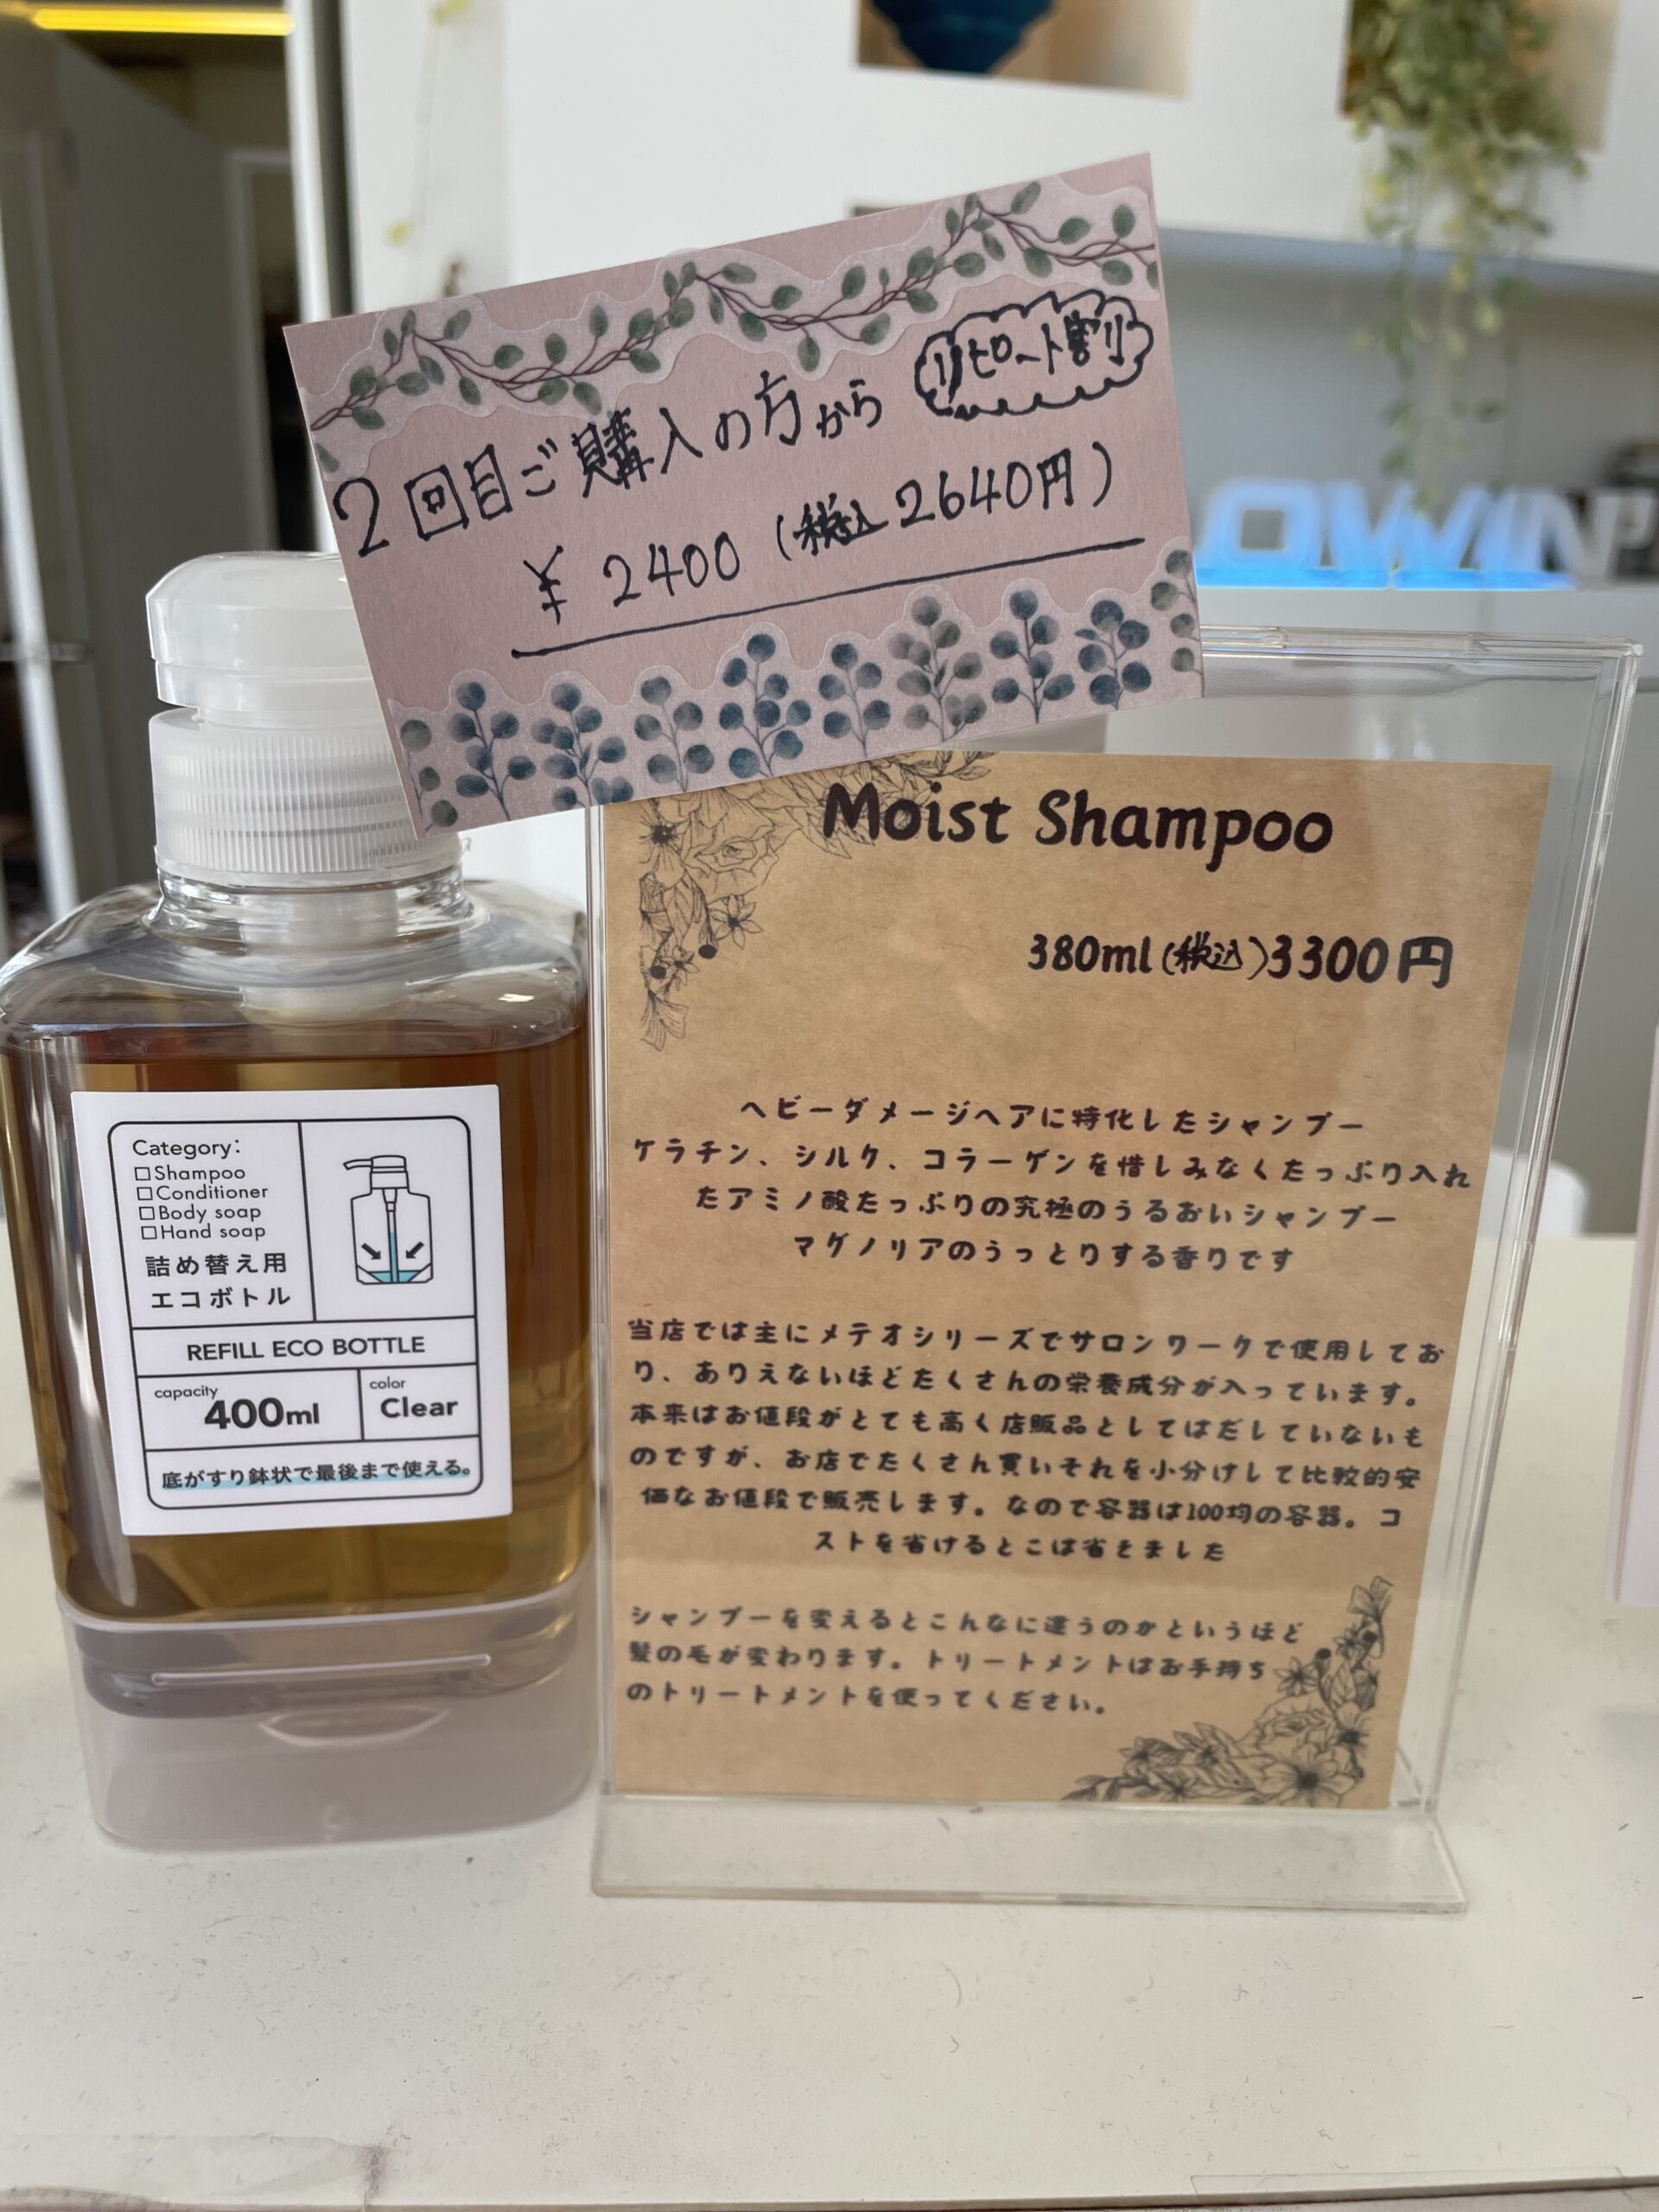 リピート割
2回目ご購入の方から
¥2400(税込2640円)
OWIN
Moist Shampoo
380ml(税込)3300円
ヘビーダメージヘアに特化したシャンプー
ケラチン、シルク、コラーゲンを惜しみなくたっぷり入れ
たアミノ酸たっぷりの究極のうるおいシャンプー
マグノリアのうっとりする香りです
当店では主にメテオシリーズでサロンワークで使用してお
り、ありえないほどたくさんの栄養成分が入っています。
本来はお値段がとても高く店販品としてはだしていないも
のですが、お店でたくさん買いそれを小分けして比較的安
価なお値段で販売します。なので容器は100均の容器。コ
ストを省けるとこは省きました
シャンプーを変えるとこんなに違うのかというほど
髪の毛が変わります。トリートメントはお手持ち
のトリートメントを使ってください。
Category:
□Shampoo
□Conditioner
□Body soap
□Hand soap
詰め替え用
エコボトル
REFILL ECO BOTTLE
capacity
400ml
color
Clear
底がすり鉢状で最後まで使える。